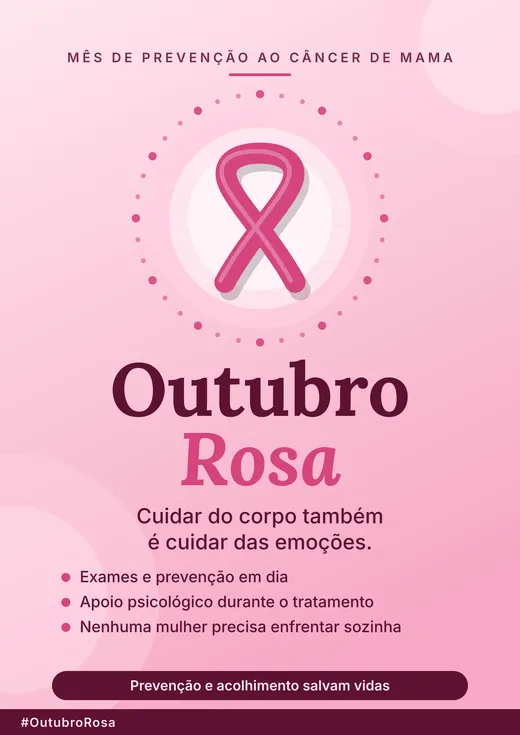 MÊS DE PREVENÇÃO AO CÂNCER DE MAMA
Outubro
Rosa
Cuidar do corpo também
é cuidar das emoções.
Exames e prevenção em dia
Apoio psicológico durante o tratamento
Nenhuma mulher precisa enfrentar sozinha
Prevenção e acolhimento salvam vidas
#OutubroRosa